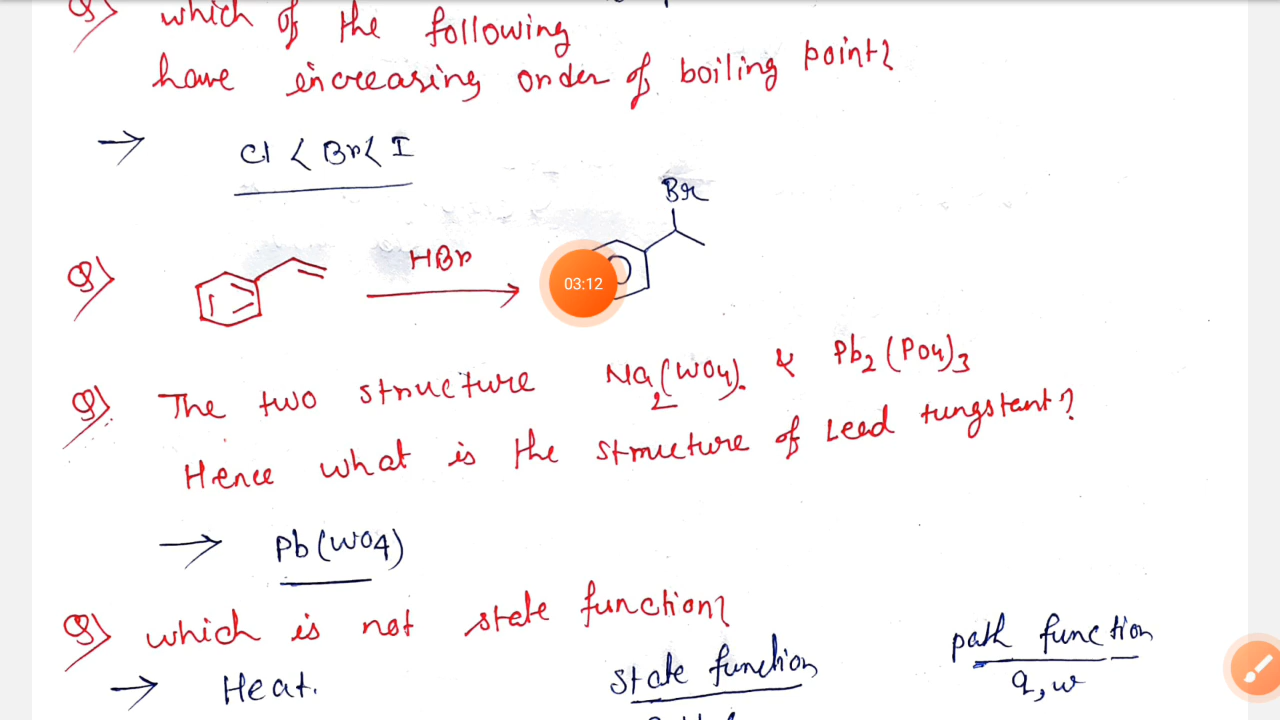 Q) which of the following
have increasing order of boiling point?
→ Cl < Br < I
Br
Q) HBr
03:12
Q). The two structure Na2(WO4). & Pb2(PO4)3
Hence what is the structure of Lead tungstant?
→ Pb(WO4)
Q) which is not state function?
→ Heat.
state function
path function
q, w